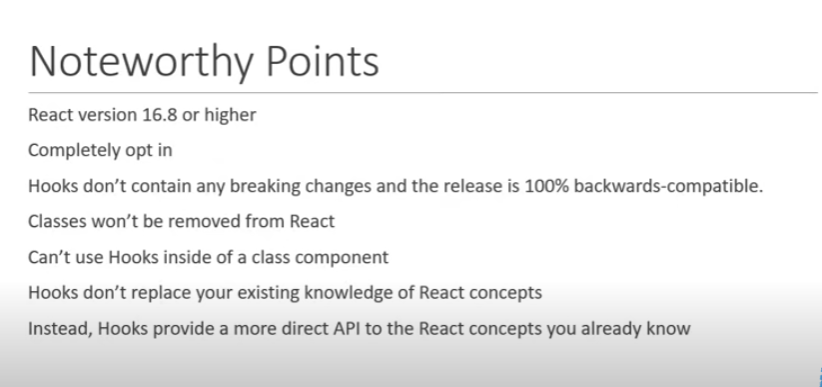 Noteworthy Points
React version 16.8 or higher
Completely opt in
Hooks don’t contain any breaking changes and the release is 100% backwards-compatible.
Classes won’t be removed from React
Can’t use Hooks inside of a class component
Hooks don’t replace your existing knowledge of React concepts
Instead, Hooks provide a more direct API to the React concepts you already know